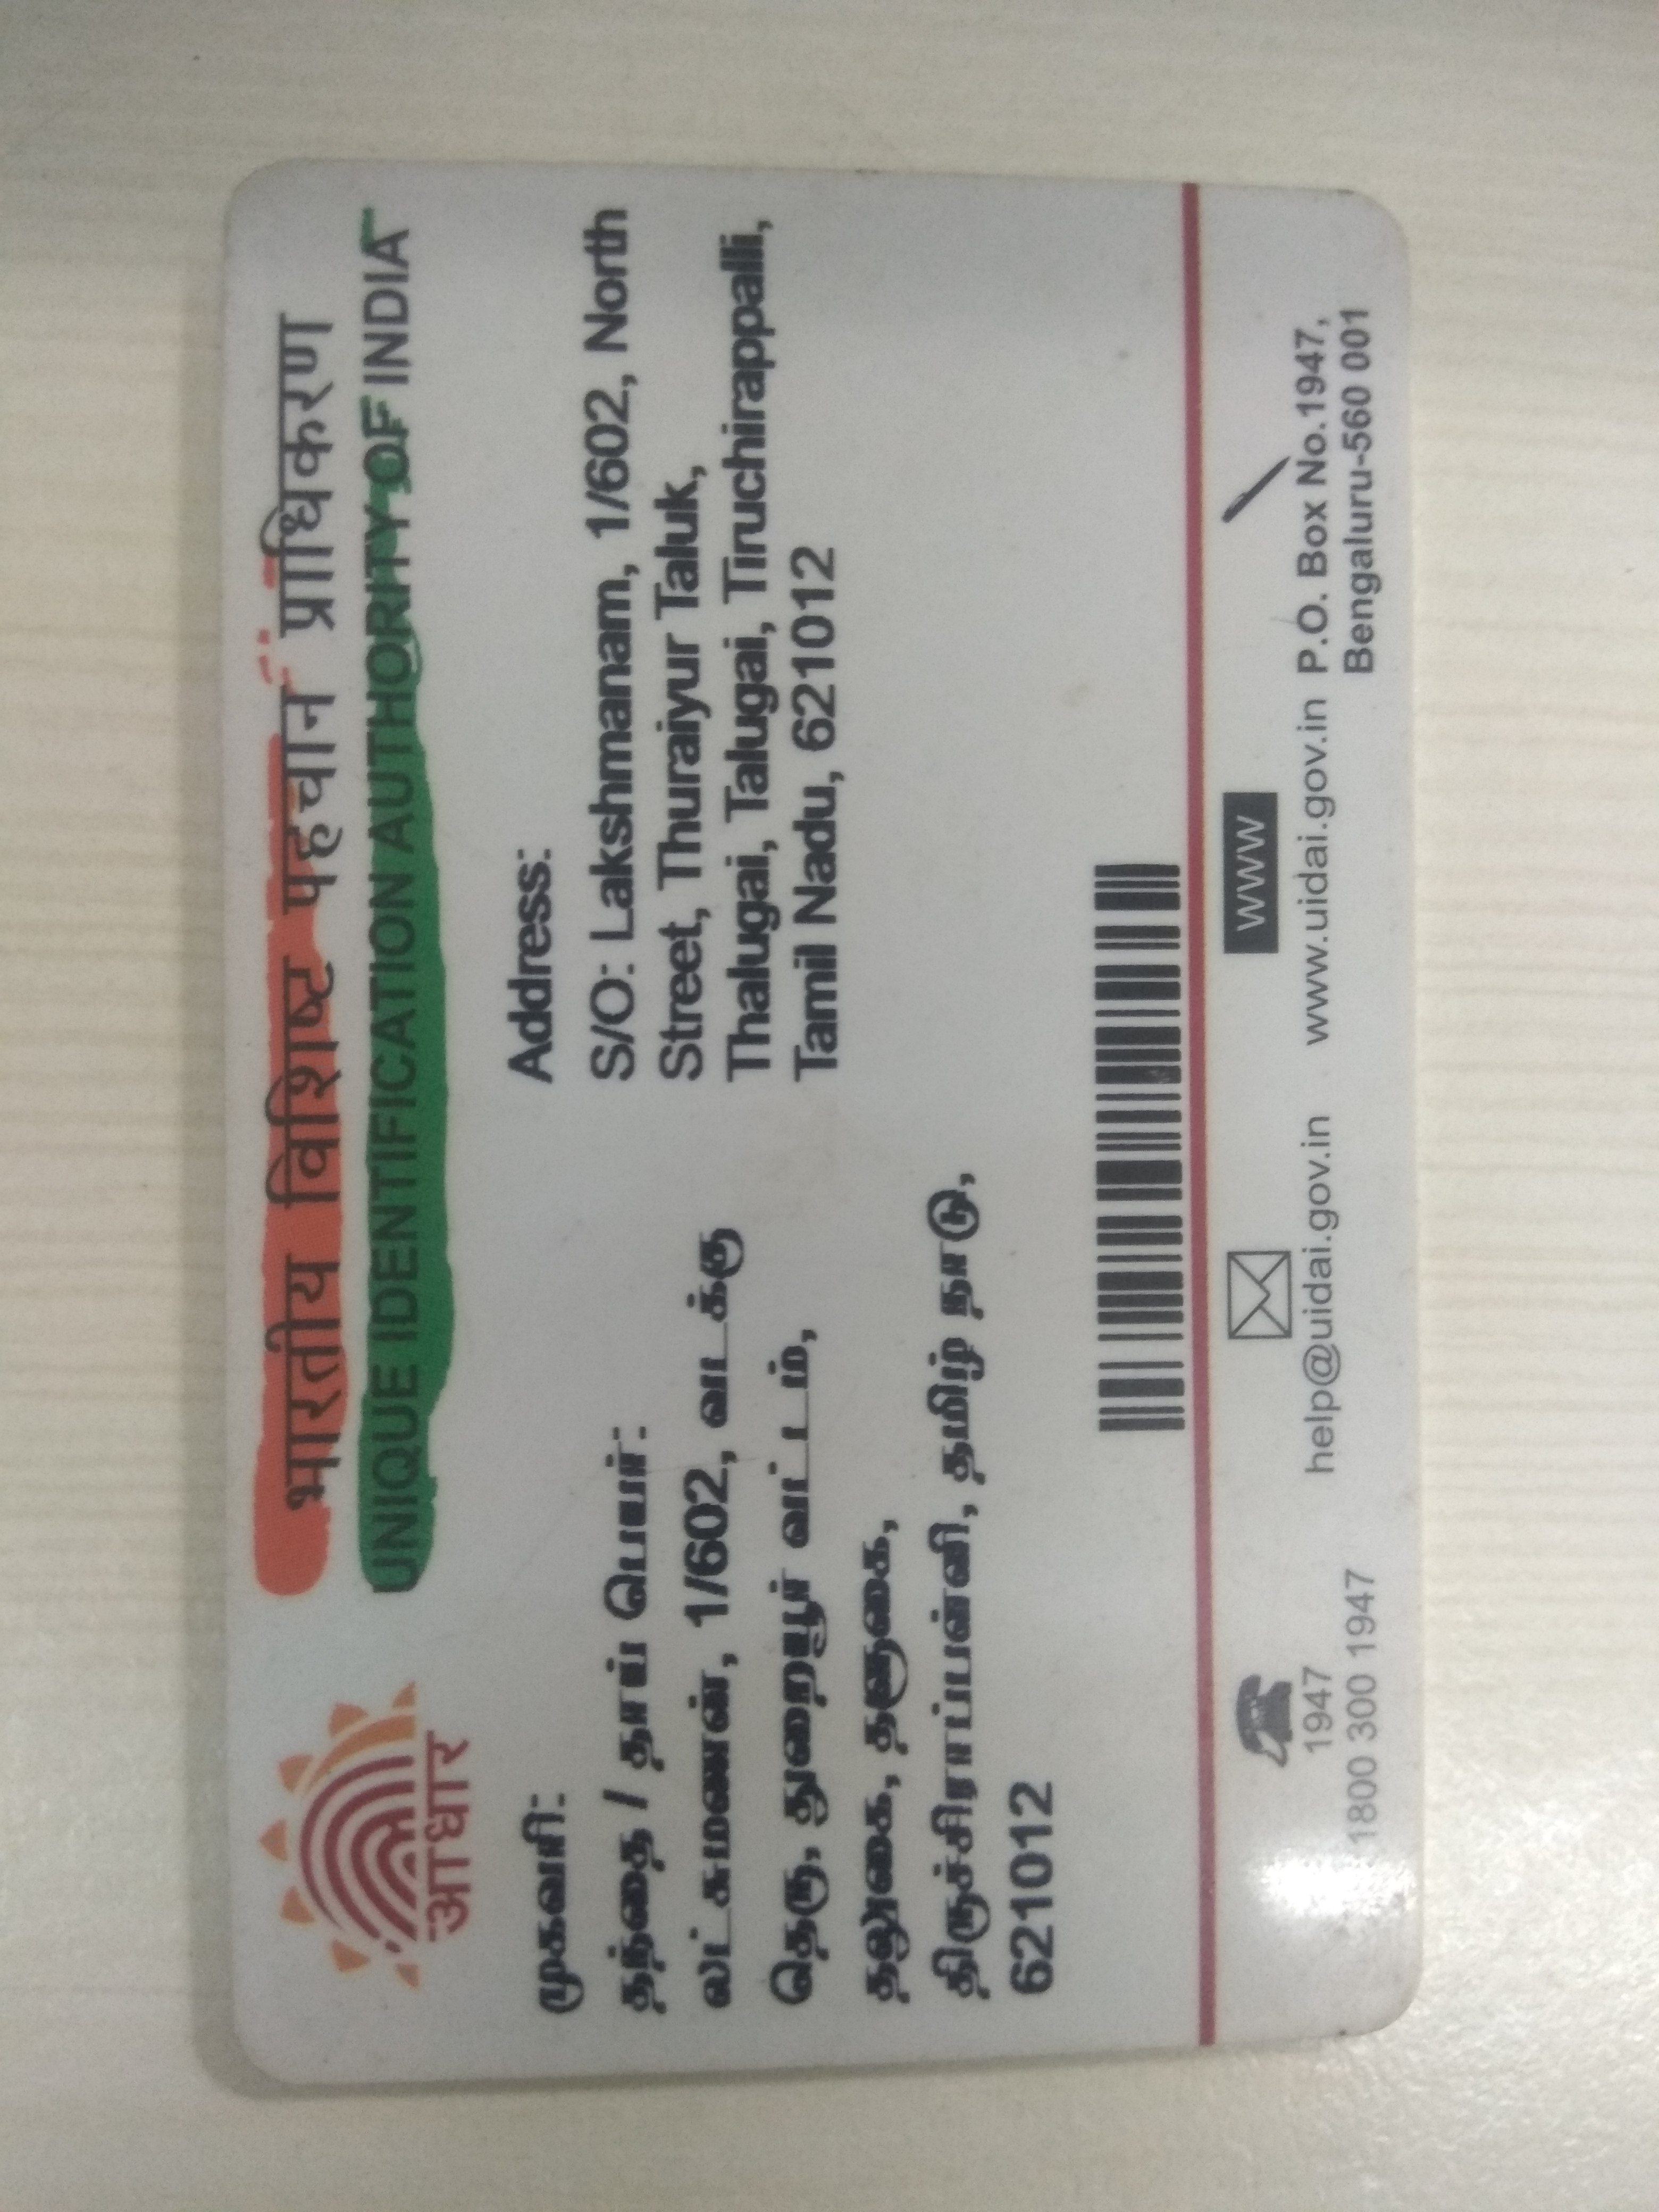 भारतीय विशिष्ट पहचान प्राधिकरण
UNIQUE IDENTIFICATION AUTHORITY OF INDIA
आधार
முகவரி:
தந்தை / தாய் பெயர்:
லட்சுமணன், 1/602, வடக்கு
தெரு, துறையூர் வட்டம்,
தலுகை, தளுகை,
திருச்சிராப்பள்ளி, தமிழ் நாடு,
621012
Address:
S/O: Lakshmanam, 1/602, North
Street, Thuraiyur Taluk,
Thalugai, Talugai, Tiruchirappalli,
Tamil Nadu, 621012
1947
1800 300 1947
help@uidai.gov.in
WWW
www.uidai.gov.in
P.O. Box No.1947,
Bengaluru-560 001